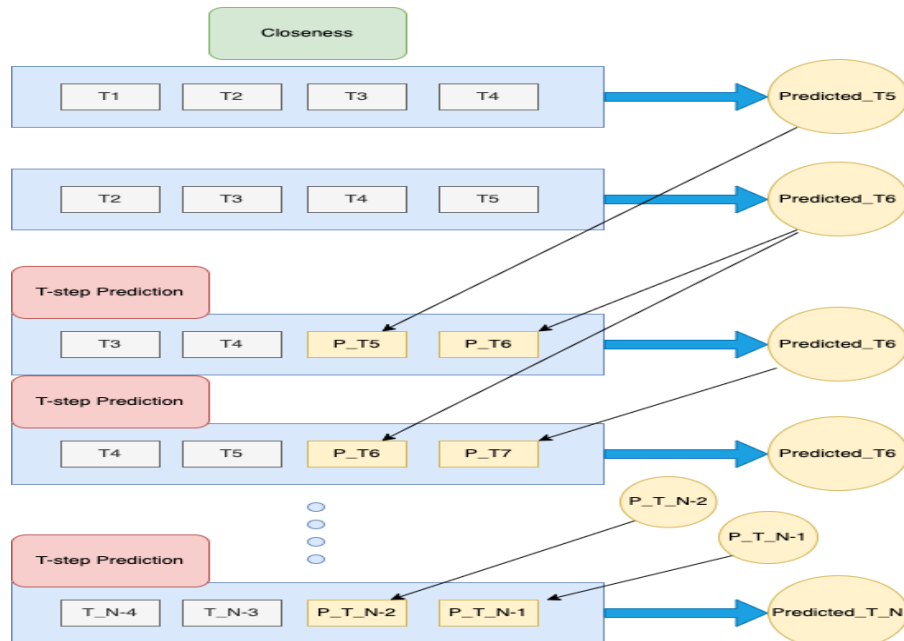 Closeness
T1 T2 T3 T4 Predicted_T5
T2 T3 T4 T5 Predicted_T6
T-step Prediction
T3 T4 P_T5 P_T6 Predicted_T6
T-step Prediction
T4 T5 P_T6 P_T7 Predicted_T6
P_T_N-2
P_T_N-1
T-step Prediction
T_N-4 T_N-3 P_T_N-2 P_T_N-1 Predicted_T_N